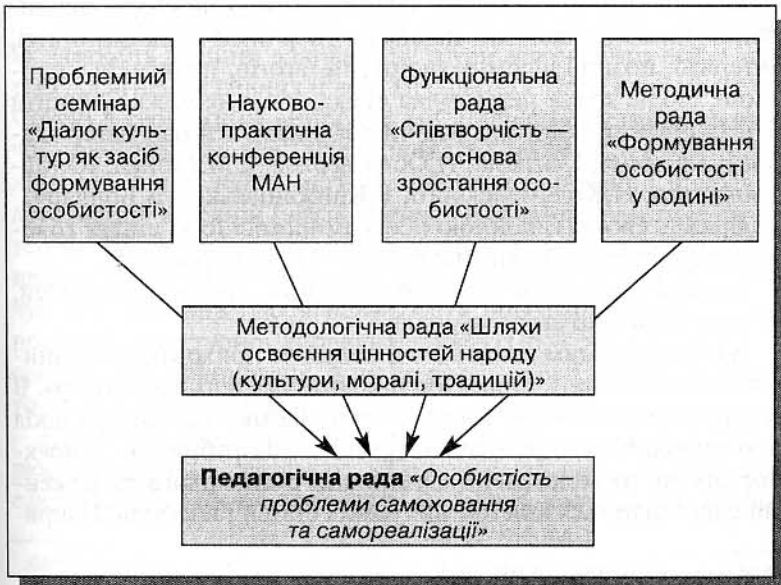 Проблемний
семінар
«Діалог куль-
тур як засіб
формування
особистості»
Науково-
практична
конференція
МАН
Функціональна
рада
«Співтворчість —
основа
зростання осо-
бистості»
Методична
рада
«Формування
особистості
у родині»
Методологічна рада «Шляхи
освоєння цінностей народу
(культури, моралі, традицій)»
Педагогічна рада «Особистість
проблеми самоховання
та самореалізації»